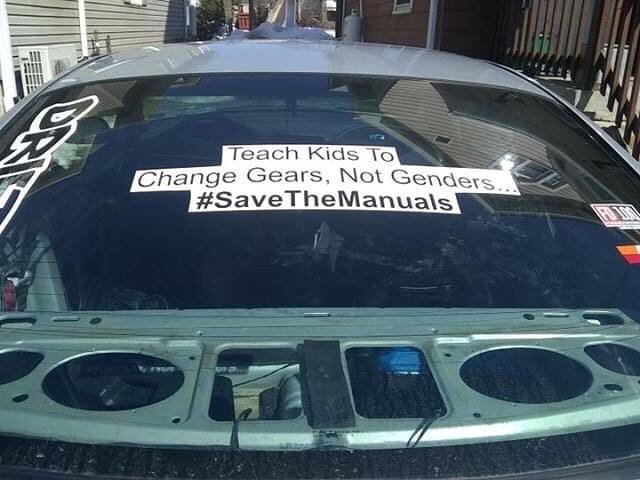 Teach Kids To
Change Gears, Not Genders...
#SaveTheManuals